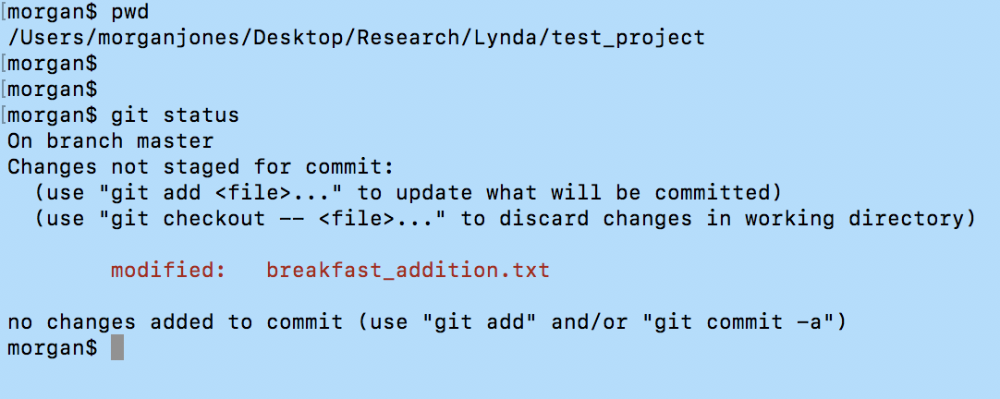 [morgan$ pwd
/Users/morganjones/Desktop/Research/Lynda/test_project
[morgan$
[morgan$
[morgan$ git status
On branch master
Changes not staged for commit:
  (use "git add <file>..." to update what will be committed)
  (use "git checkout -- <file>..." to discard changes in working directory)
        modified:   breakfast_addition.txt
no changes added to commit (use "git add" and/or "git commit -a")
morgan$